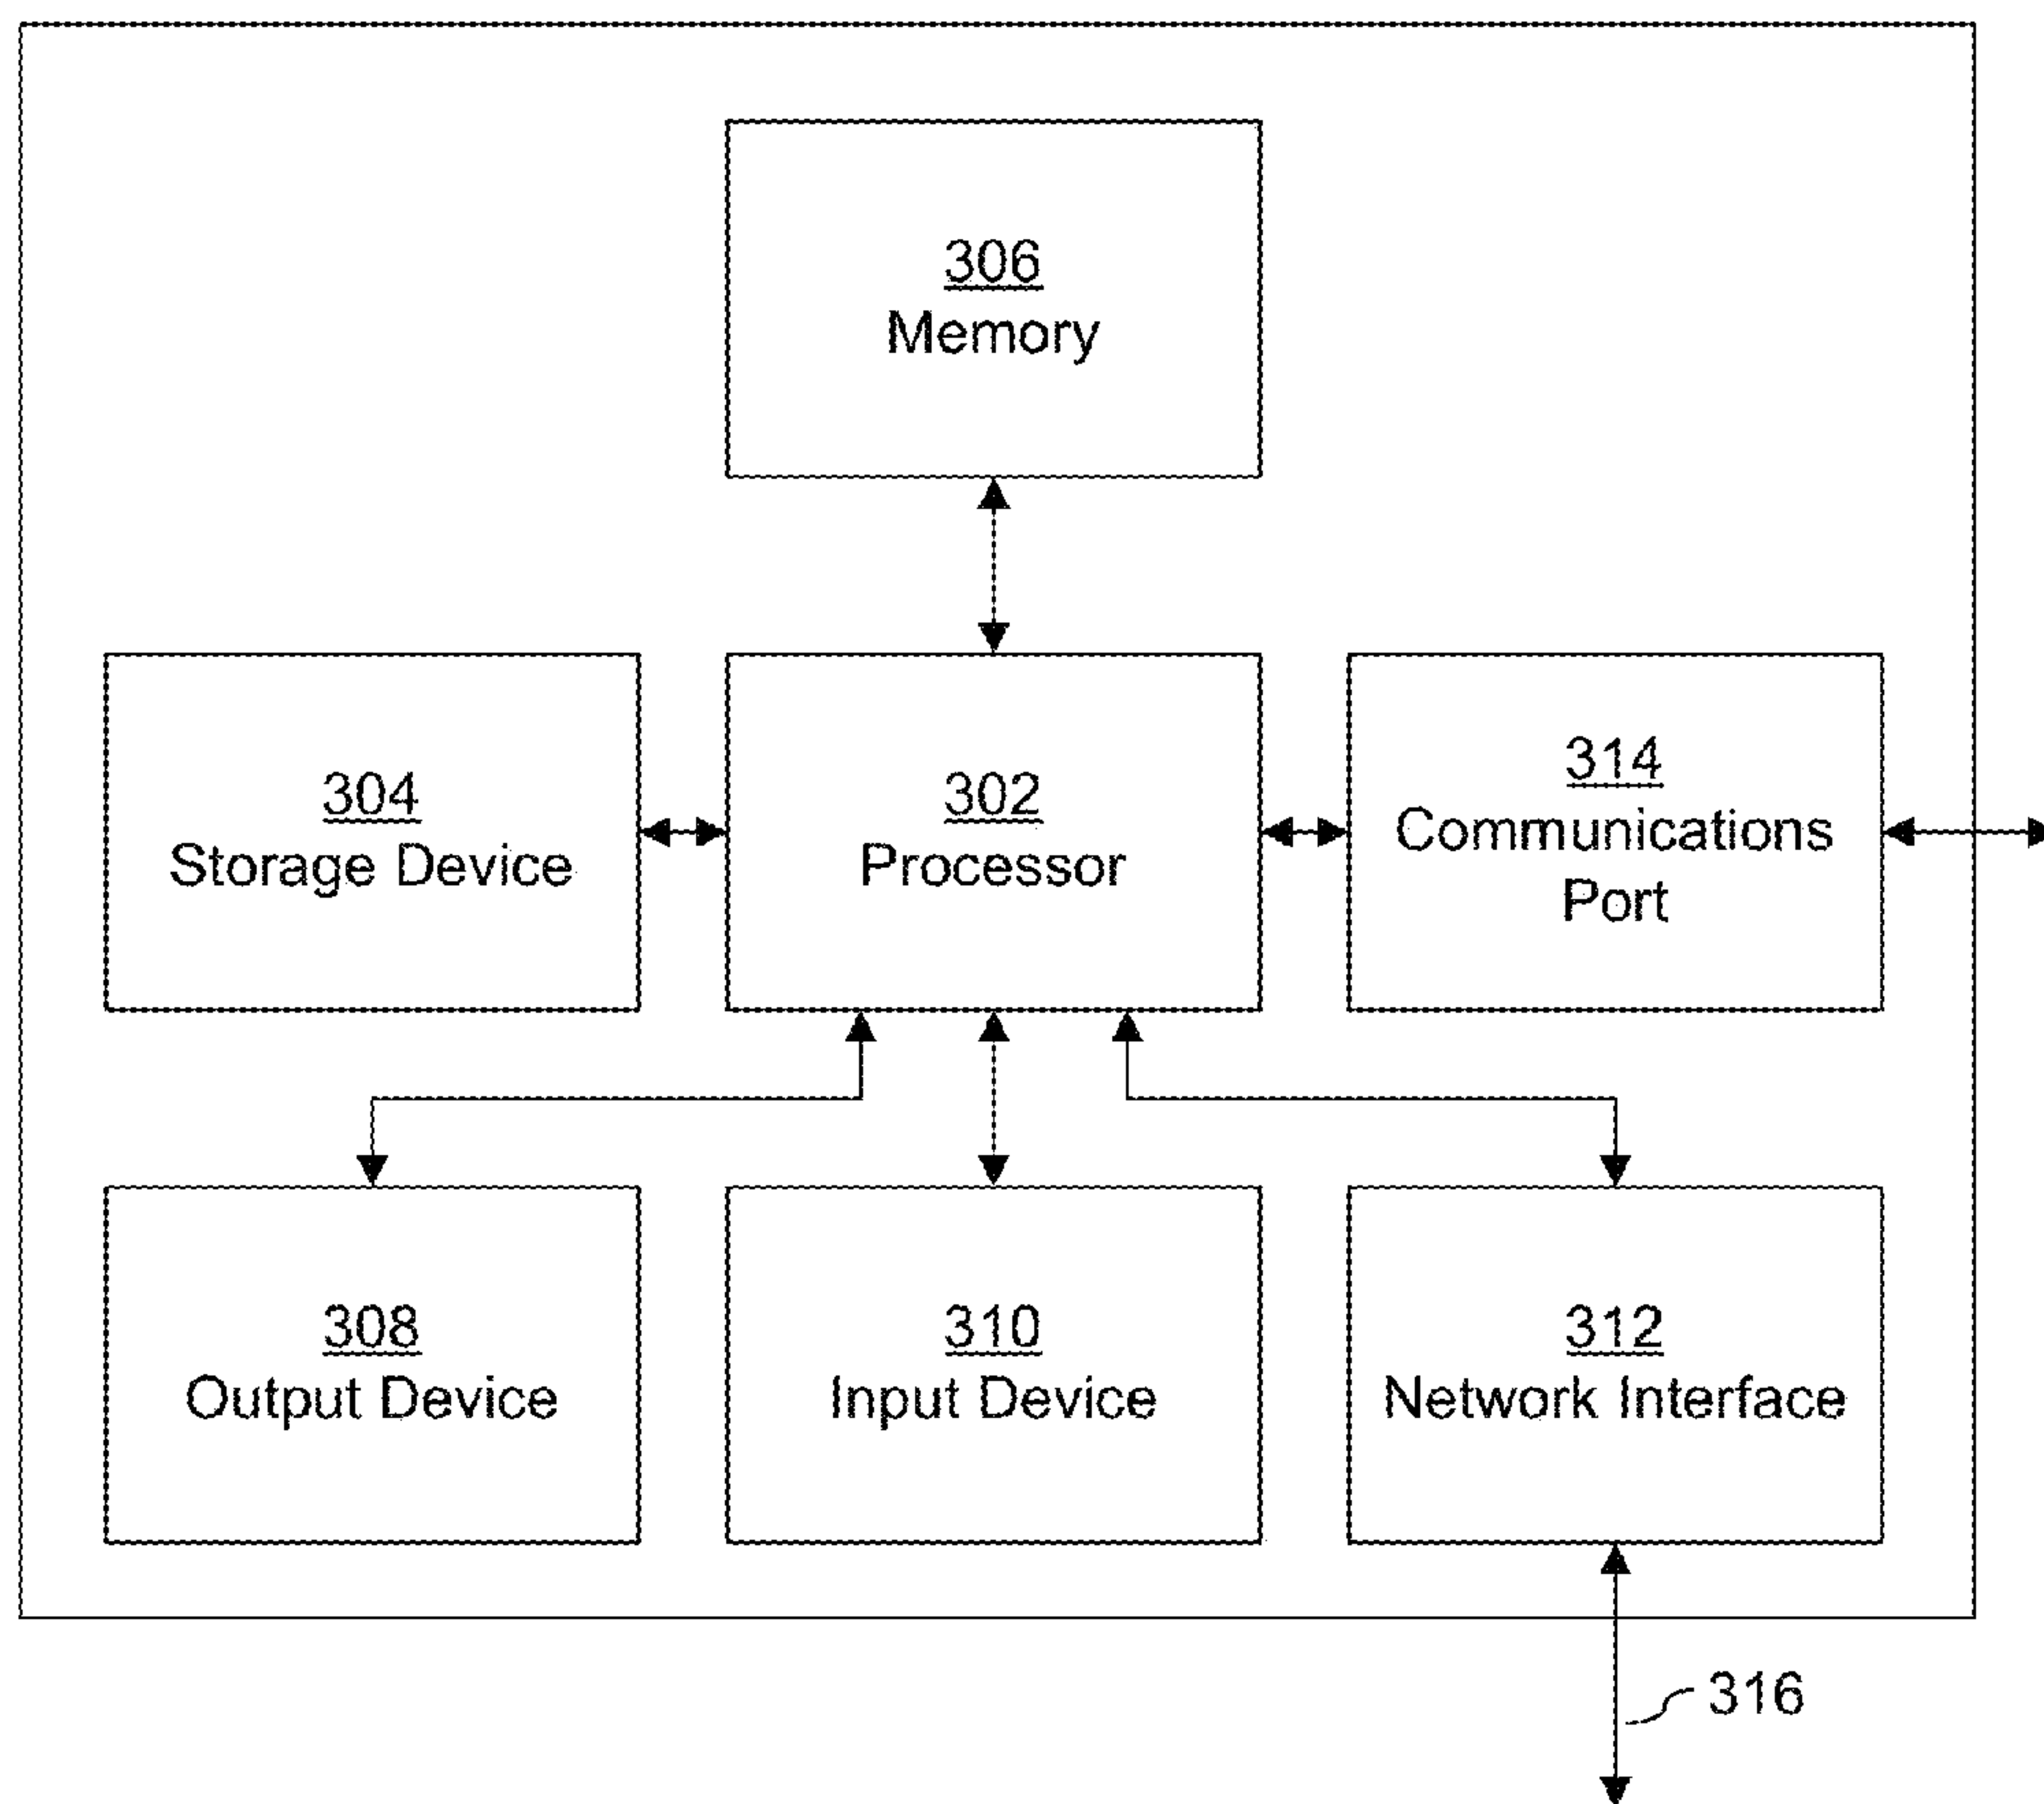 306
Memory
304
Storage Device
302
Processor
314
Communications
Port
308
Output Device
310
Input Device
312
Network Interface
316